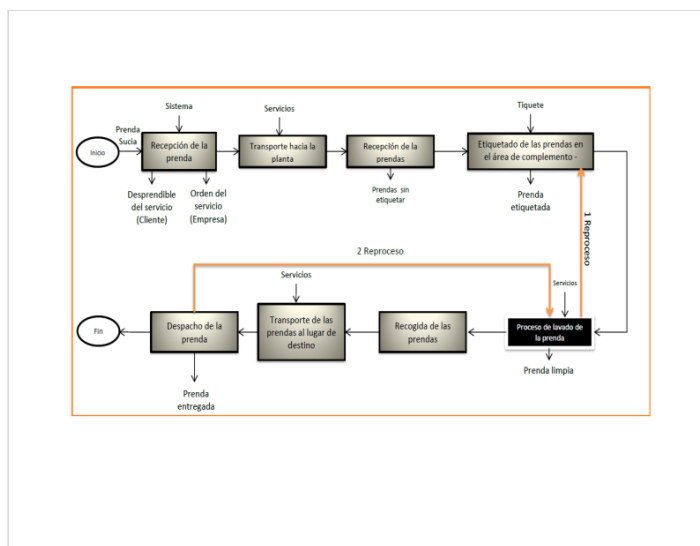 Sistema
Servicios
Tiquete
Inicio
Prenda
Sucia
Recepción de la
prenda
Transporte hacia la
planta
Recepción de la
prendas
Etiquetado de las prendas en
el área de complemento -
Desprendible
del servicio
(Cliente)
Orden del
servicio
(Empresa)
Prendas sin
etiquetar
Prenda
etiquetada
1 Reproceso
2 Reproceso
Servicios
Servicios
Fin
Despacho de la
prenda
Transporte de las
prendas al lugar de
destino
Recogida de las
prendas
Proceso de lavado de
la prenda
Prenda limpia
Prenda
entregada